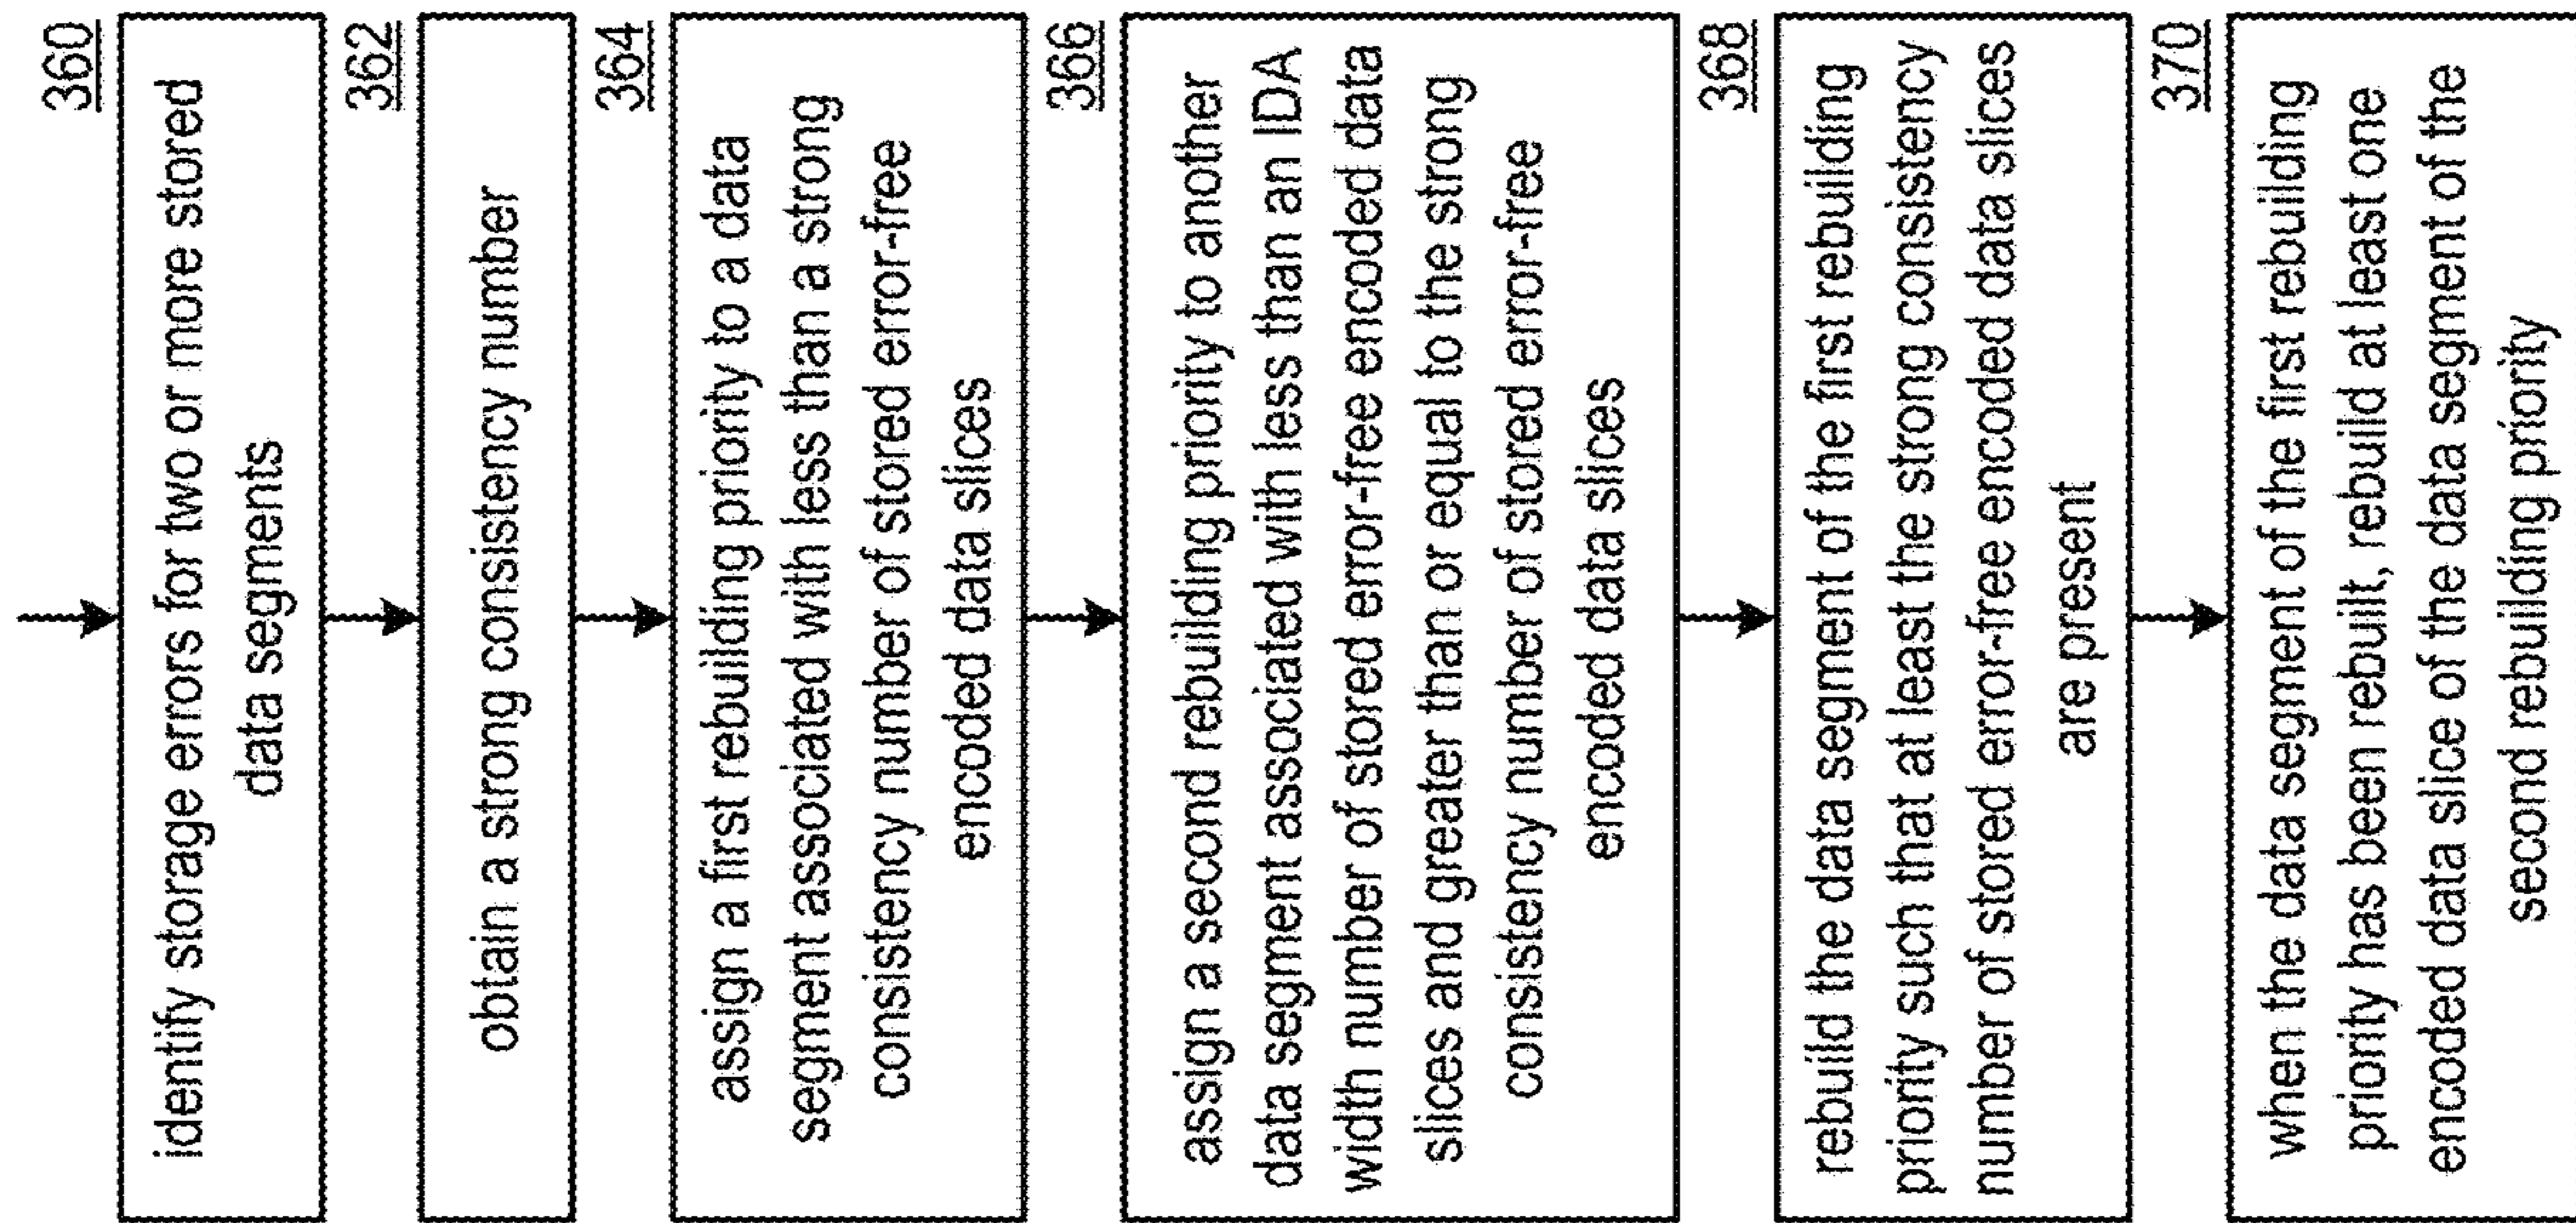 360
identify storage errors for two or more stored
data segments
362
obtain a strong consistency number
364
assign a first rebuilding priority to a data
segment associated with less than a strong
consistency number of stored error-free
encoded data slices
366
assign a second rebuilding priority to another
data segment associated with less than an IDA
width number of stored error-free encoded data
slices and greater than or equal to the strong
consistency number of stored error-free
encoded data slices
368
rebuild the data segment of the first rebuilding
priority such that at least the strong consistency
number of stored error-free encoded data slices
are present
370
when the data segment of the first rebuilding
priority has been rebuilt, rebuild at least one
encoded data slice of the data segment of the
second rebuilding priority